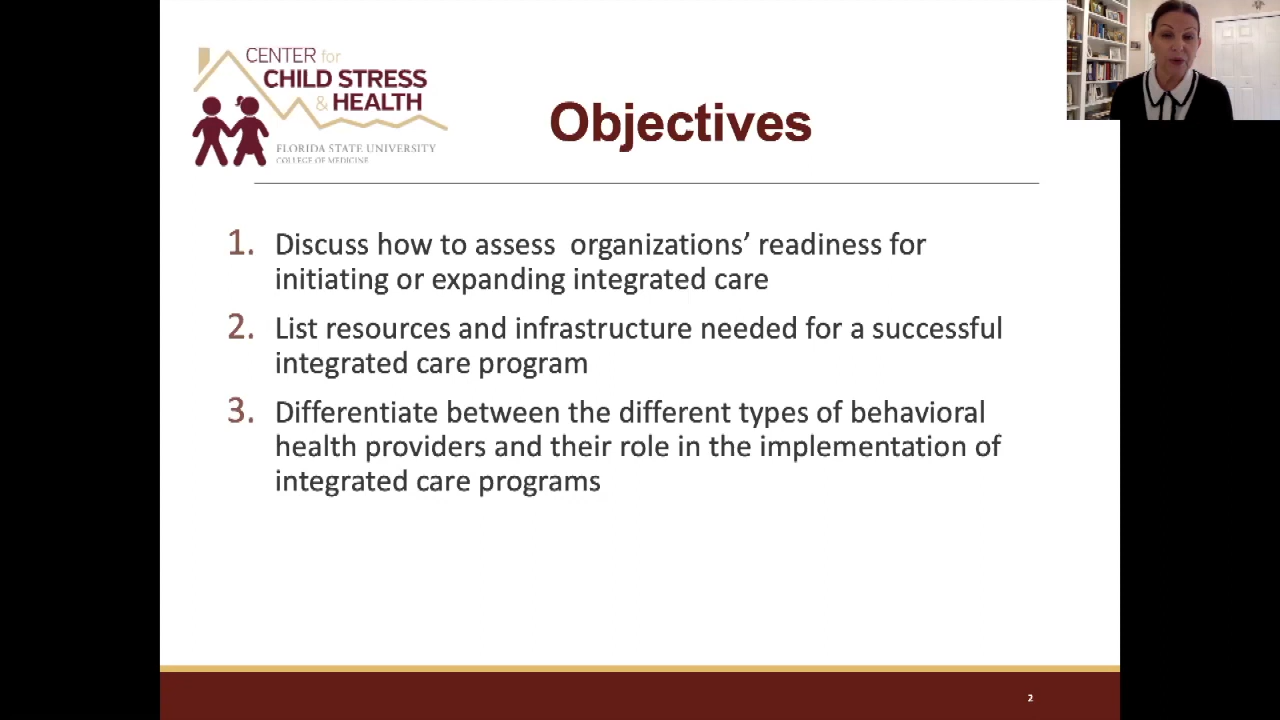 CENTER for
CHILD STRESS
& HEALTH
FLORIDA STATE UNIVERSITY
COLLEGE OF MEDICINE
Objectives
1. Discuss how to assess  organizations’ readiness for
initiating or expanding integrated care
2. List resources and infrastructure needed for a successful
integrated care program
3. Differentiate between the different types of behavioral
health providers and their role in the implementation of
integrated care programs
2